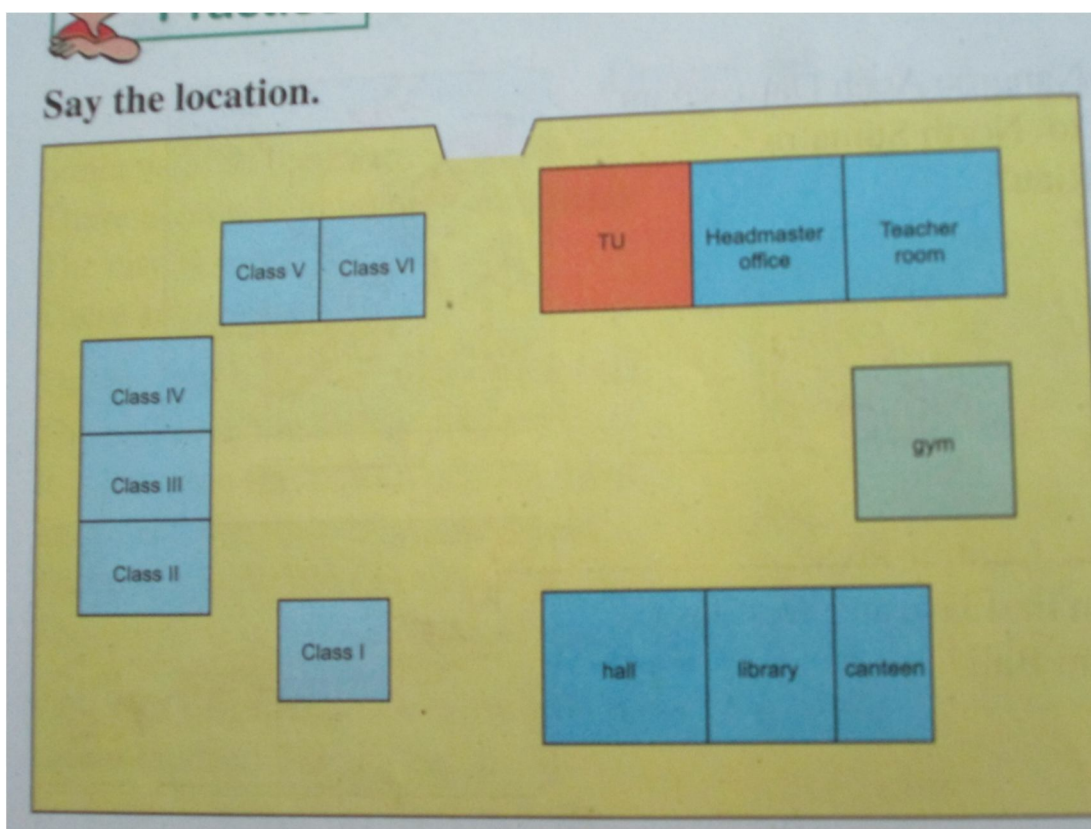 Say the location.
TU
Headmaster
office
Teacher
room
Class V
Class VI
Class IV
gym
Class III
Class II
Class I
hall
library
canteen